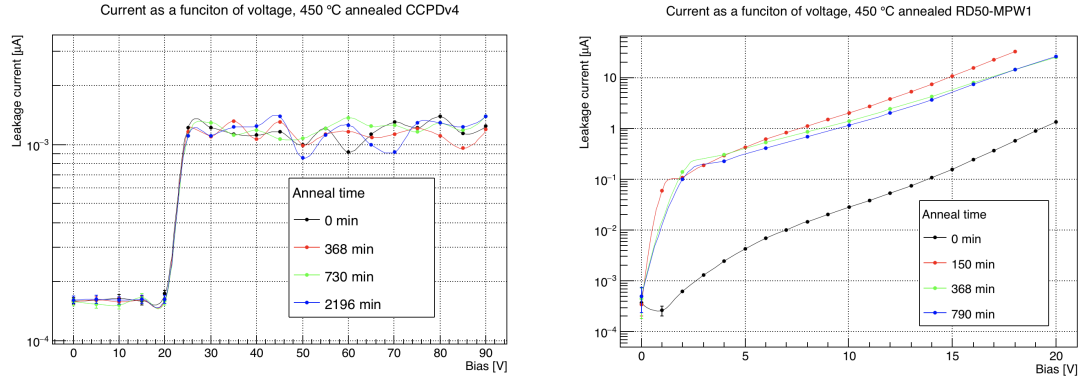 Current as a funciton of voltage, 450 °C annealed CCPDv4
Leakage current [μA]
10⁻³
10⁻⁴
Anneal time
0 min
368 min
730 min
2196 min
0 10 20 30 40 50 60 70 80 90
Bias [V]
Current as a funciton of voltage, 450 °C annealed RD50-MPW1
Leakage current [μA]
10
1
10⁻¹
10⁻²
10⁻³
10⁻⁴
Anneal time
0 min
150 min
368 min
790 min
0 5 10 15 20
Bias [V]